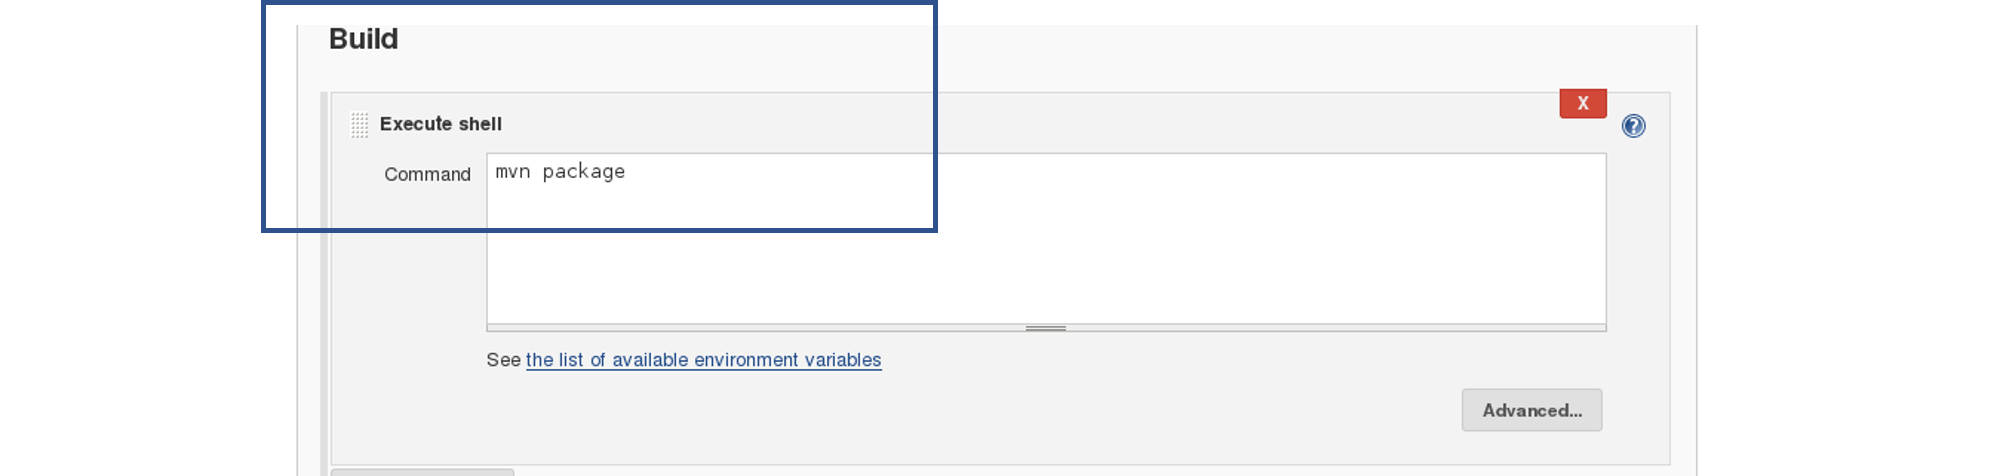 Build
X
Execute shell
?
Command
mvn package
See the list of available environment variables
Advanced...